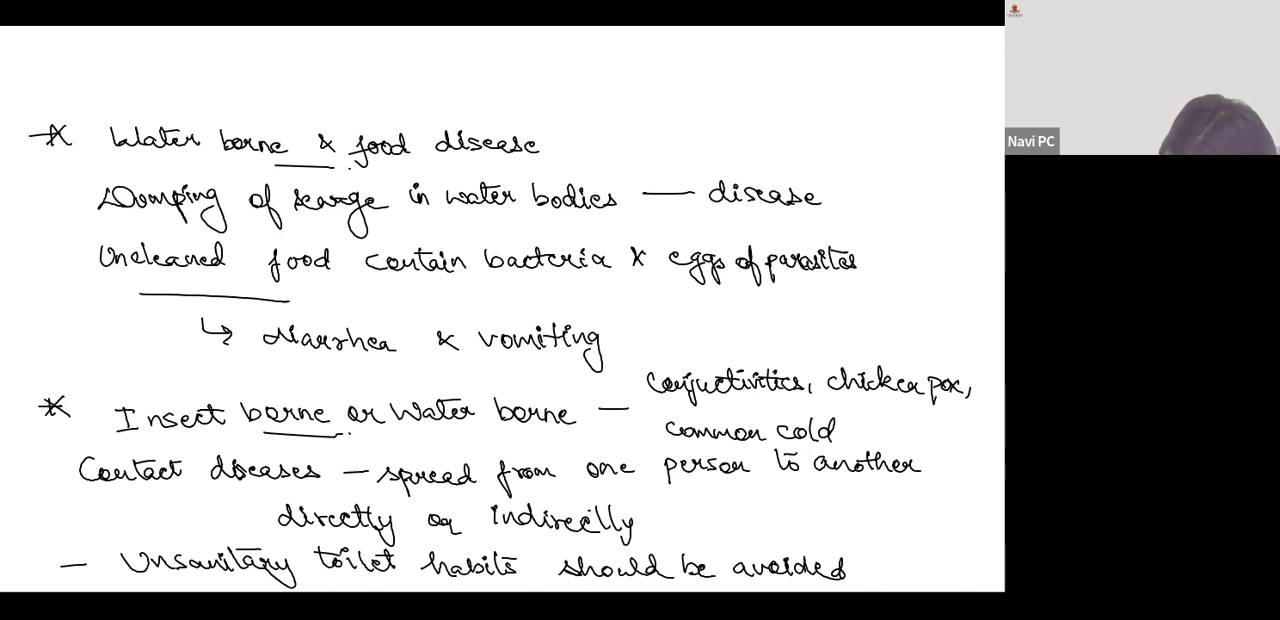 * Water borne & food disease
Dumping of searge in water bodies — disease
Uncleaned food contain bacteria & eggs of parasites
↳ Diarrhea & vomiting
* Insect borne or Water borne — Conjuctivitics, chicken pox,
common cold
Contact diseases — spread from one person to another
directly or indirectly
— Unsanitary toilet habits should be avoided
Navi PC